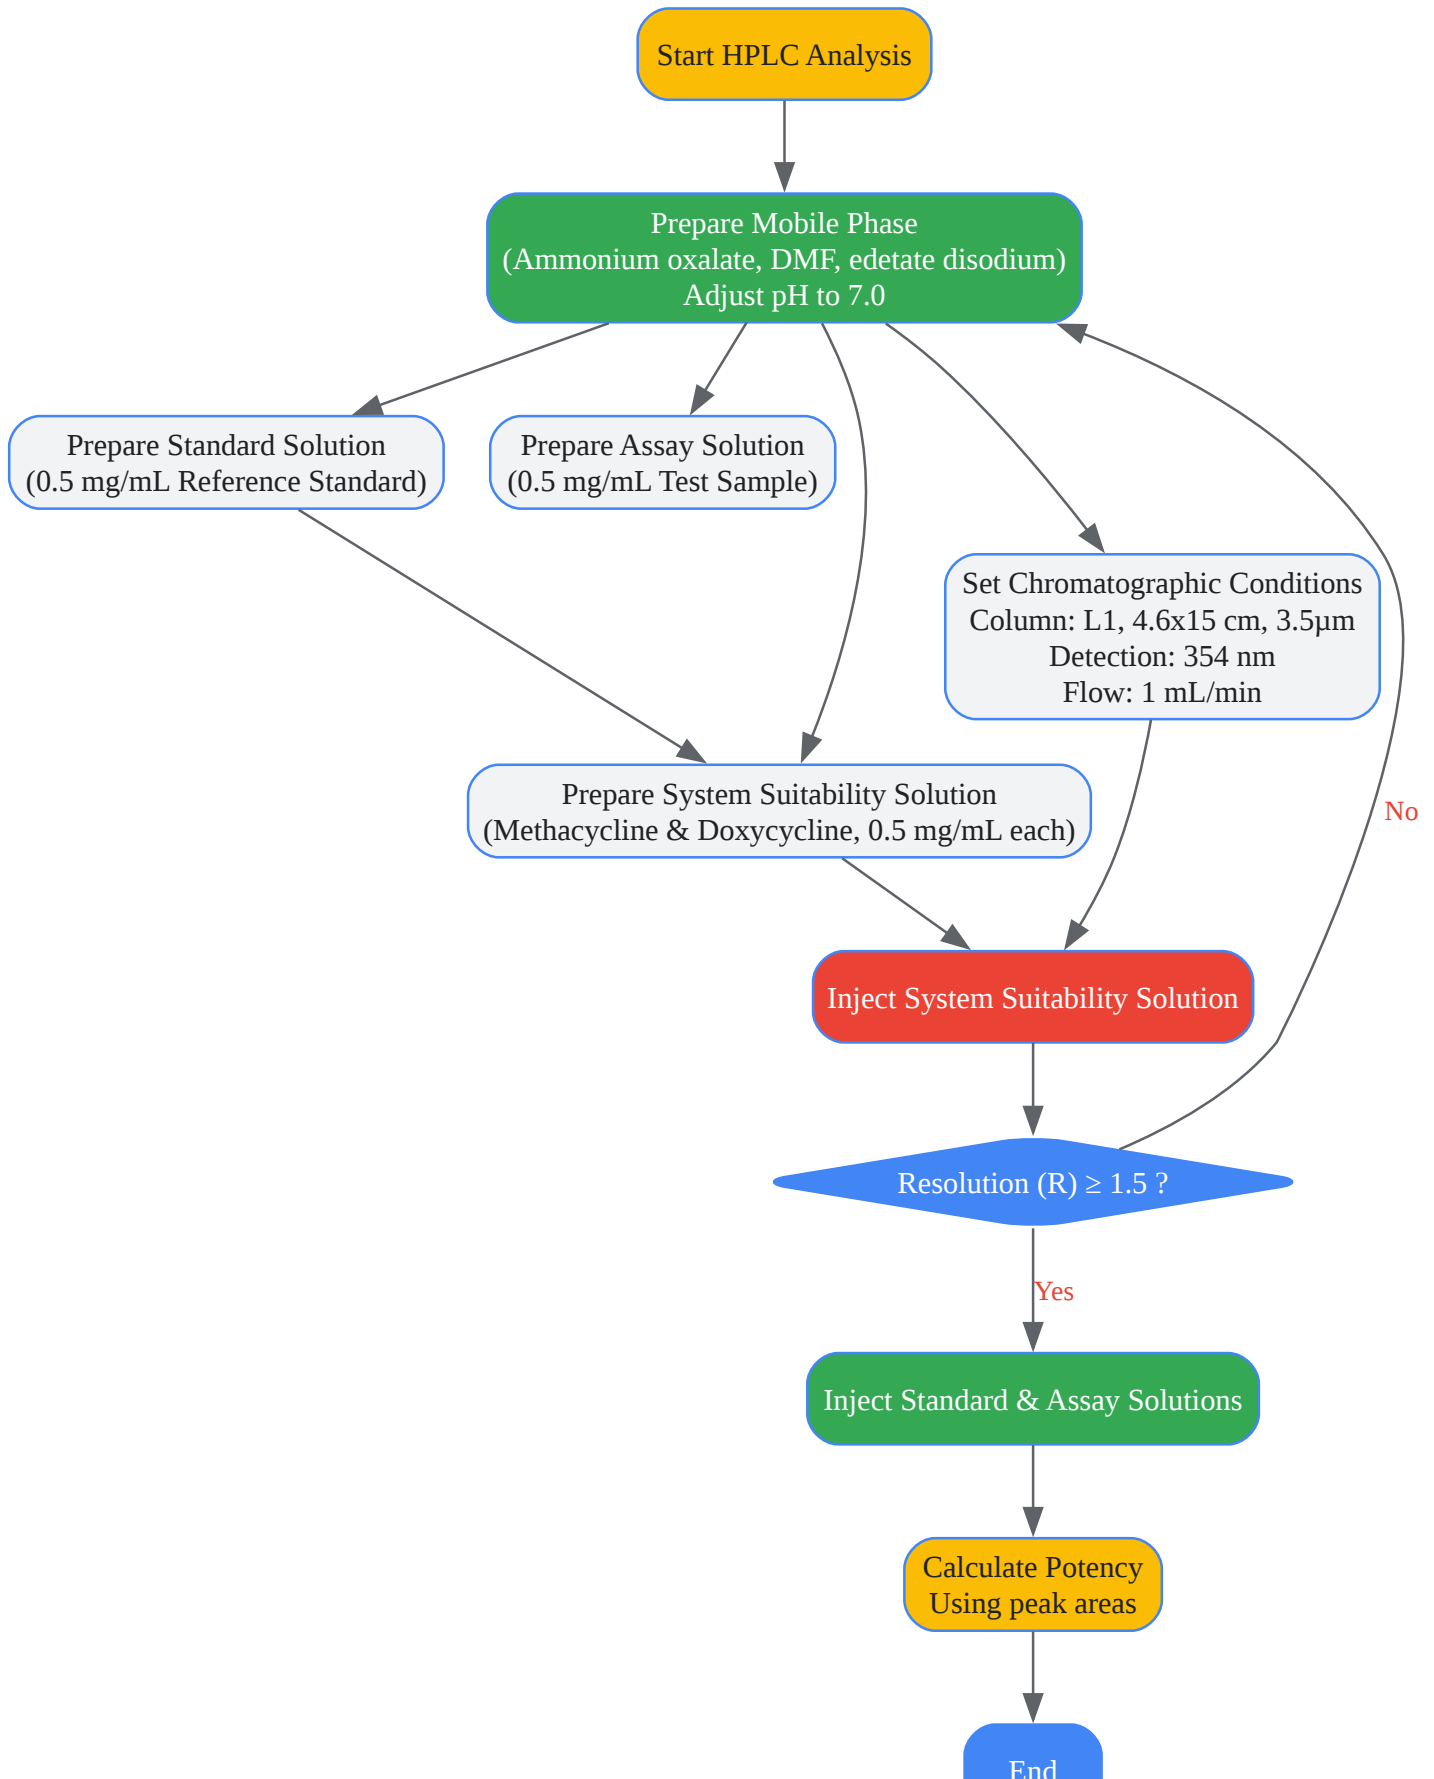 Start HPLC Analysis
Prepare Mobile Phase
(Ammonium oxalate, DMF, edetate disodium)
Adjust pH to 7.0
Prepare Standard Solution
(0.5 mg/mL Reference Standard)
Prepare Assay Solution
(0.5 mg/mL Test Sample)
Set Chromatographic Conditions
Column: L1, 4.6x15 cm, 3.5µm
Detection: 354 nm
Flow: 1 mL/min
Prepare System Suitability Solution
(Methacycline & Doxycycline, 0.5 mg/mL each)
No
Inject System Suitability Solution
Resolution (R) ≥ 1.5 ?
Yes
Inject Standard & Assay Solutions
Calculate Potency
Using peak areas
End